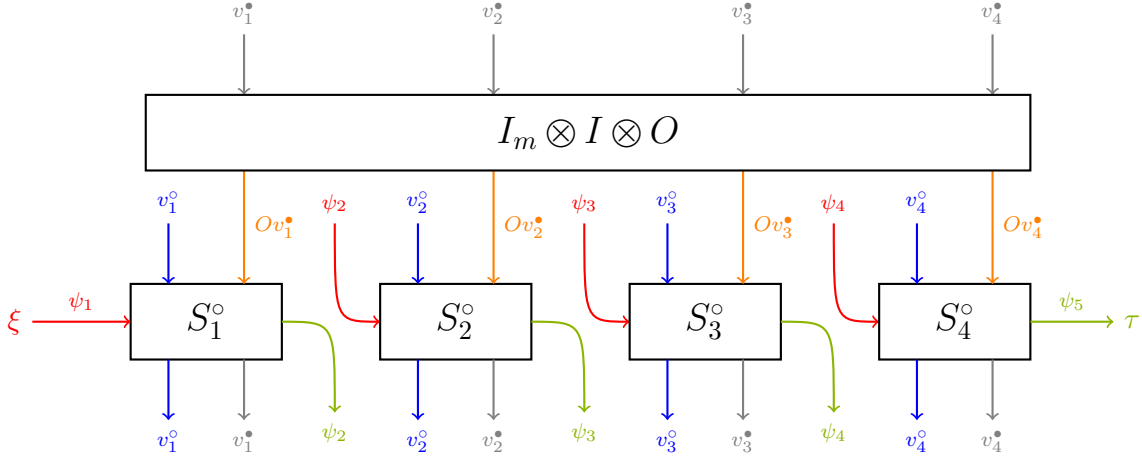 v₁• v₂• v₃• v₄•
Iₘ ⊗ I ⊗ O
v₁° ψ₂ v₂° ψ₃ v₃° ψ₄ v₄°
Ov₁• Ov₂• Ov₃• Ov₄•
ξ ψ₁ S₁° S₂° S₃° S₄° ψ₅ τ
v₁° v₁• ψ₂ v₂° v₂• ψ₃ v₃° v₃• ψ₄ v₄° v₄•